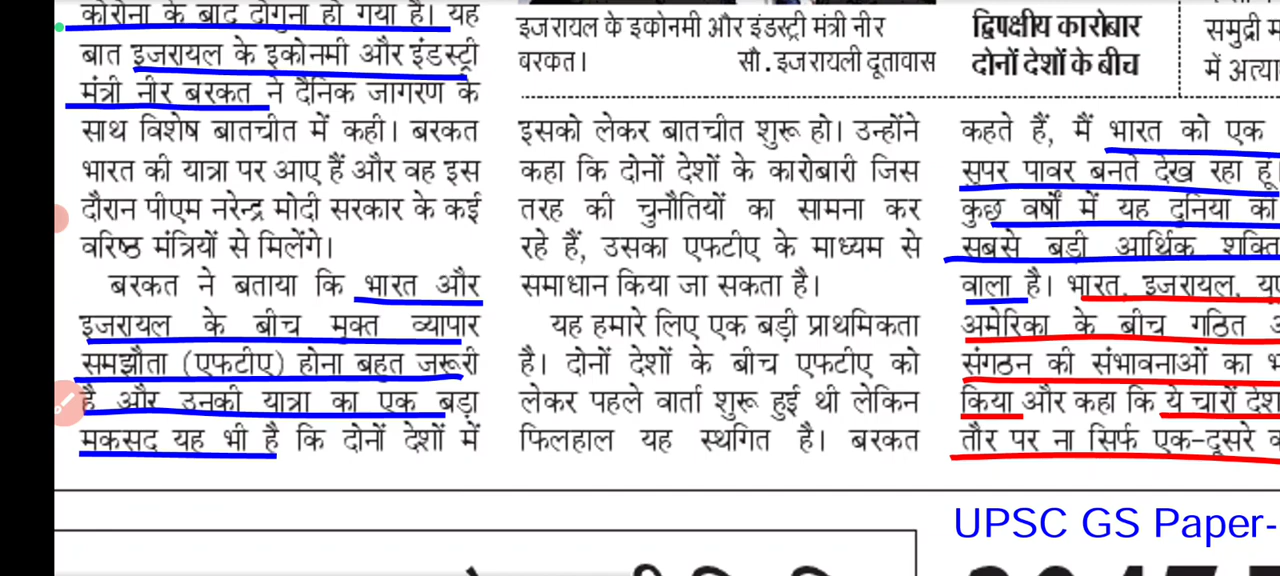 कोरोना के बाद दोगुना हो गया है। यह
बात इजरायल के इकोनमी और इंडस्ट्री
मंत्री नीर बरकत ने दैनिक जागरण के
साथ विशेष बातचीत में कही। बरकत
भारत की यात्रा पर आए हैं और वह इस
दौरान पीएम नरेन्द्र मोदी सरकार के कई
वरिष्ठ मंत्रियों से मिलेंगे।
बरकत ने बताया कि भारत और
इजरायल के बीच मुक्त व्यापार
समझौता (एफटीए) होना बहुत जरूरी
है और उनकी यात्रा का एक बड़ा
मकसद यह भी है कि दोनों देशों में
इजरायल के इकोनमी और इंडस्ट्री मंत्री नीर
बरकत। सौ. इजरायली दूतावास
इसको लेकर बातचीत शुरू हो। उन्होंने
कहा कि दोनों देशों के कारोबारी जिस
तरह की चुनौतियों का सामना कर
रहे हैं, उसका एफटीए के माध्यम से
समाधान किया जा सकता है।
यह हमारे लिए एक बड़ी प्राथमिकता
है। दोनों देशों के बीच एफटीए को
लेकर पहले वार्ता शुरू हुई थी लेकिन
फिलहाल यह स्थगित है। बरकत
द्विपक्षीय कारोबार
दोनों देशों के बीच
कहते हैं, मैं भारत को एक
सुपर पावर बनते देख रहा हू
कुछ वर्षों में यह दुनिया की
सबसे बड़ी आर्थिक शक्ति
वाला है। भारत, इजरायल,
अमेरिका के बीच गठित
संगठन की संभावनाओं का
किया और कहा कि ये चारों देश
तौर पर ना सिर्फ एक-दूसरे
समुद्री म
में अत्या
UPSC GS Paper-